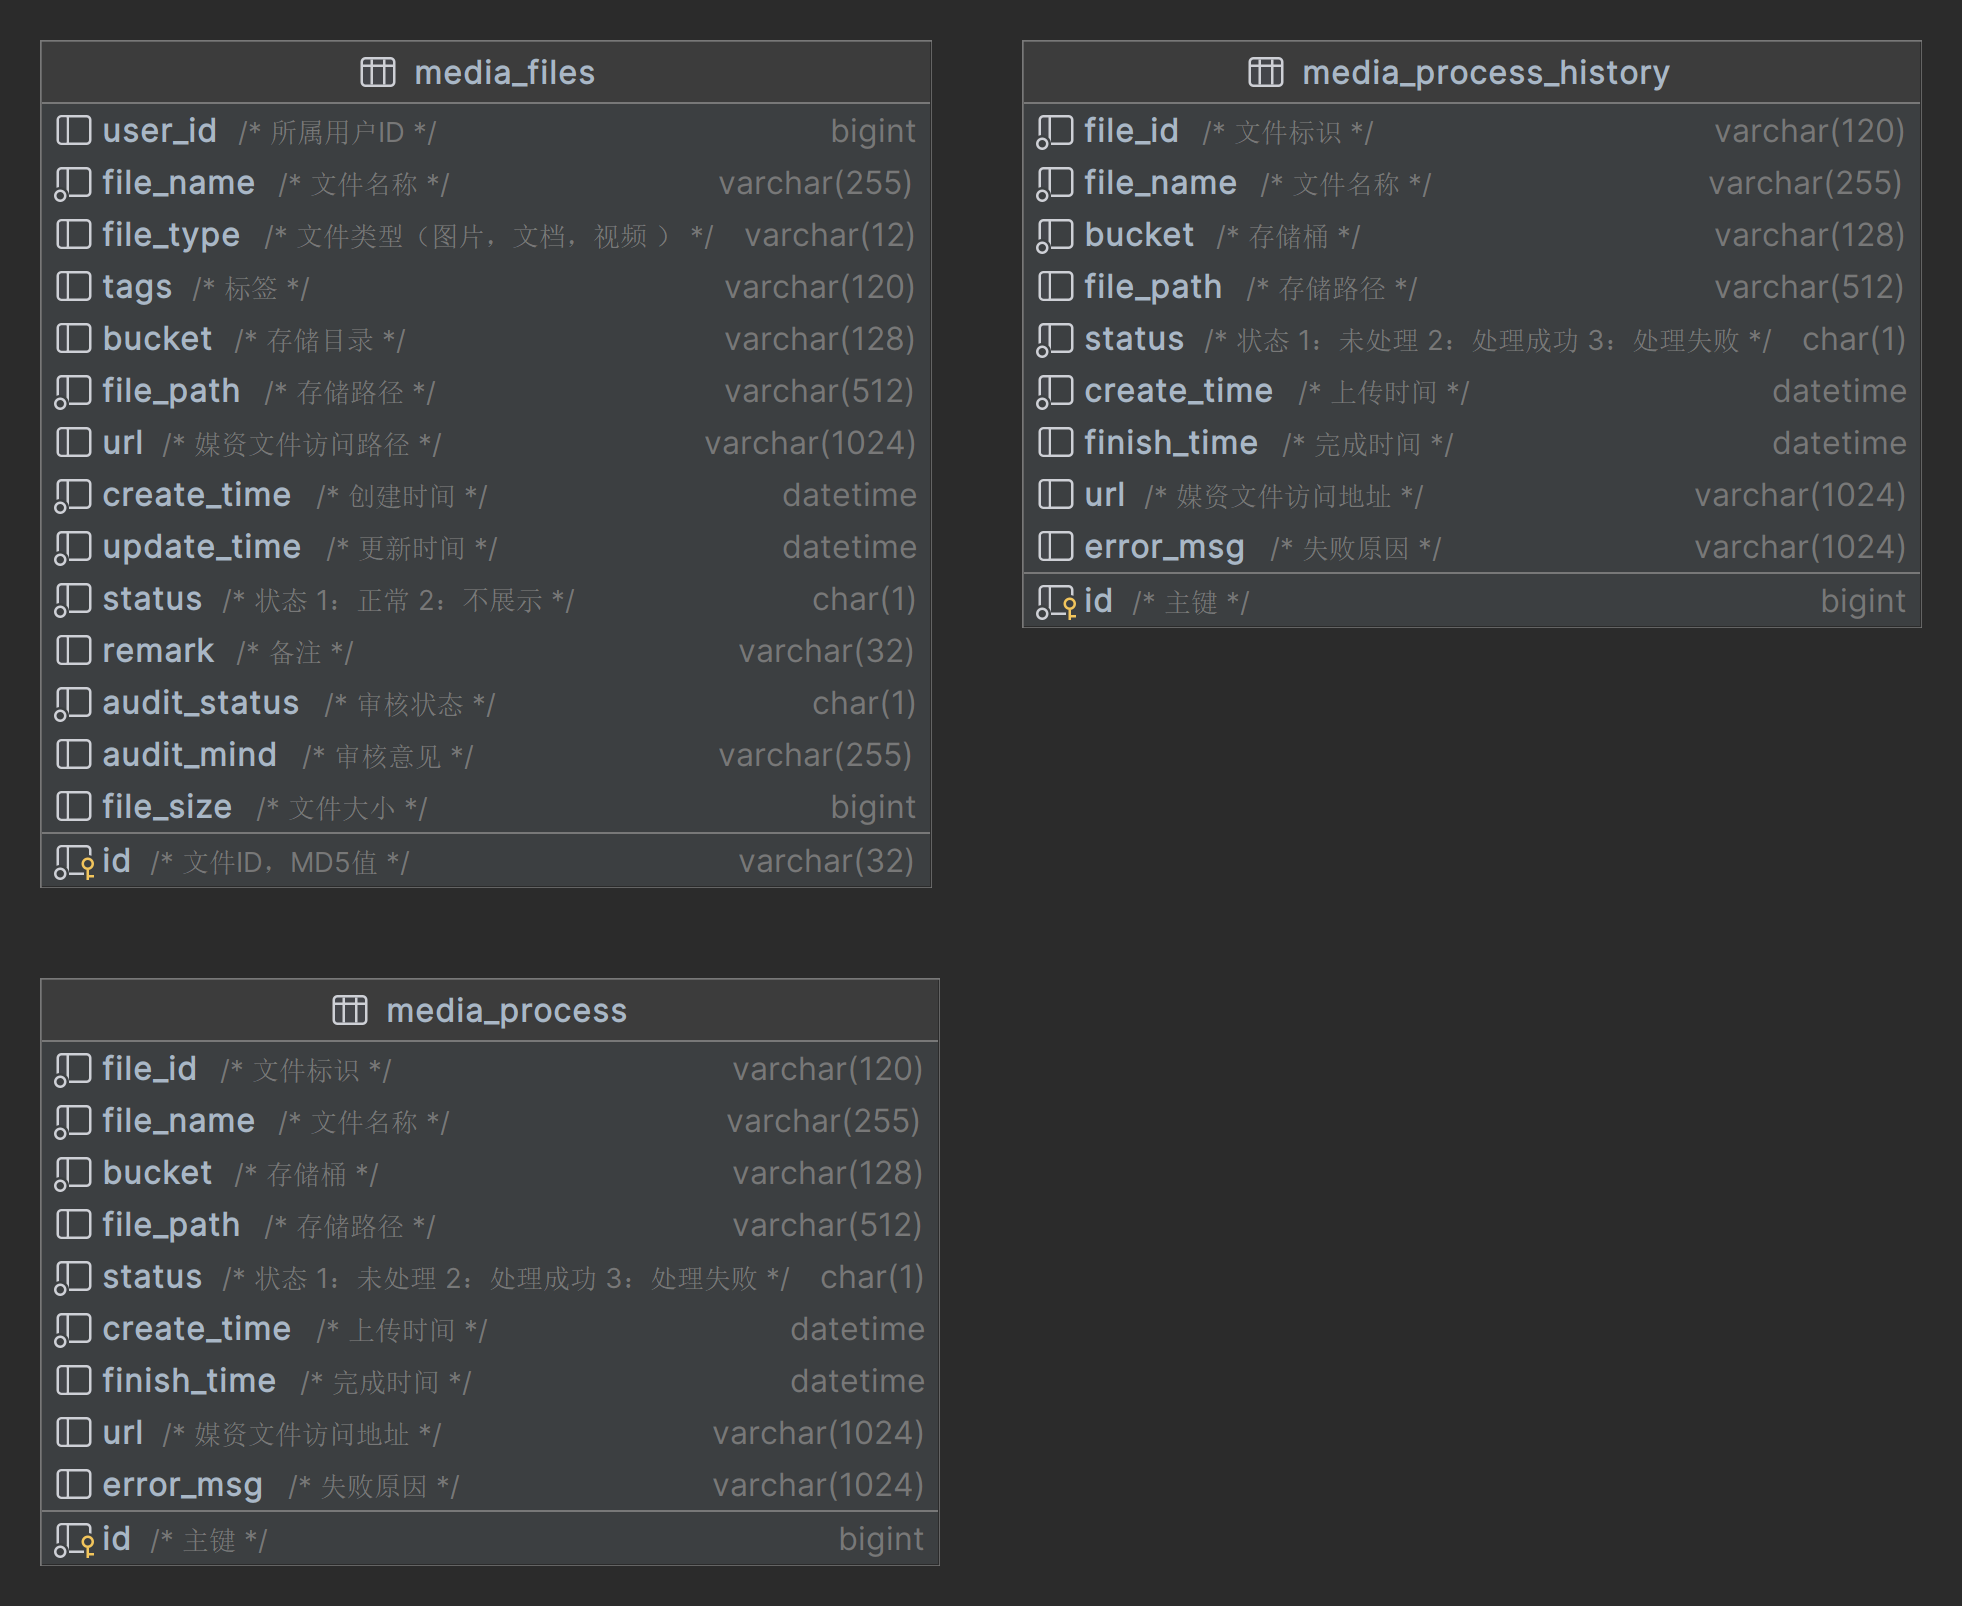 media_files
user_id /* 所属用户ID */ bigint
file_name /* 文件名称 */ varchar(255)
file_type /* 文件类型（图片，文档，视频 ） */ varchar(12)
tags /* 标签 */ varchar(120)
bucket /* 存储目录 */ varchar(128)
file_path /* 存储路径 */ varchar(512)
url /* 媒资文件访问路径 */ varchar(1024)
create_time /* 创建时间 */ datetime
update_time /* 更新时间 */ datetime
status /* 状态 1：正常 2：不展示 */ char(1)
remark /* 备注 */ varchar(32)
audit_status /* 审核状态 */ char(1)
audit_mind /* 审核意见 */ varchar(255)
file_size /* 文件大小 */ bigint
id /* 文件ID，MD5值 */ varchar(32)
media_process_history
file_id /* 文件标识 */ varchar(120)
file_name /* 文件名称 */ varchar(255)
bucket /* 存储桶 */ varchar(128)
file_path /* 存储路径 */ varchar(512)
status /* 状态 1：未处理 2：处理成功 3：处理失败 */ char(1)
create_time /* 上传时间 */ datetime
finish_time /* 完成时间 */ datetime
url /* 媒资文件访问地址 */ varchar(1024)
error_msg /* 失败原因 */ varchar(1024)
id /* 主键 */ bigint
media_process
file_id /* 文件标识 */ varchar(120)
file_name /* 文件名称 */ varchar(255)
bucket /* 存储桶 */ varchar(128)
file_path /* 存储路径 */ varchar(512)
status /* 状态 1：未处理 2：处理成功 3：处理失败 */ char(1)
create_time /* 上传时间 */ datetime
finish_time /* 完成时间 */ datetime
url /* 媒资文件访问地址 */ varchar(1024)
error_msg /* 失败原因 */ varchar(1024)
id /* 主键 */ bigint